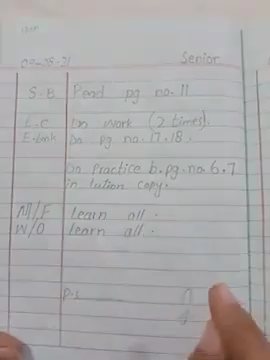 Senior
S.B Read pg no. 11
L.C Do work (2 times).
Do pg no. 17.18.
Do Practice b. pg. no. 6.7
in tution copy.
M/F Learn all.
W/O Learn all.
P.S